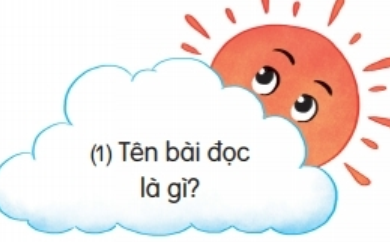 (1) Tên bài đọc
là gì?